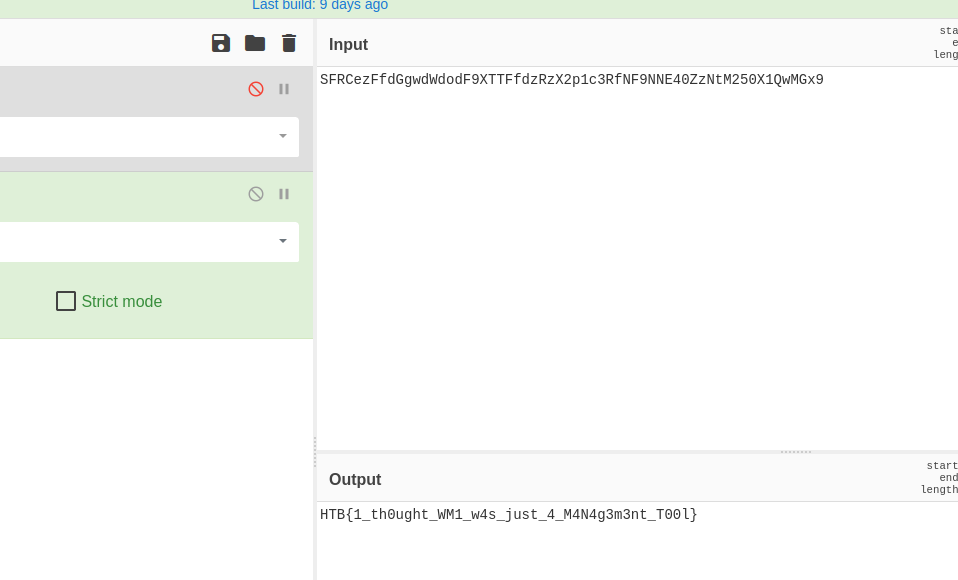 Last build: 9 days ago
Input
sta
e
leng
SFRCezFfdGgwdWdodF9XTTFfdzRzX2p1c3RfNF9NNE40ZzNtM250X1QwMGx9
Strict mode
Output
start
end
length
HTB{1_th0ught_WM1_w4s_just_4_M4N4g3m3nt_T00l}